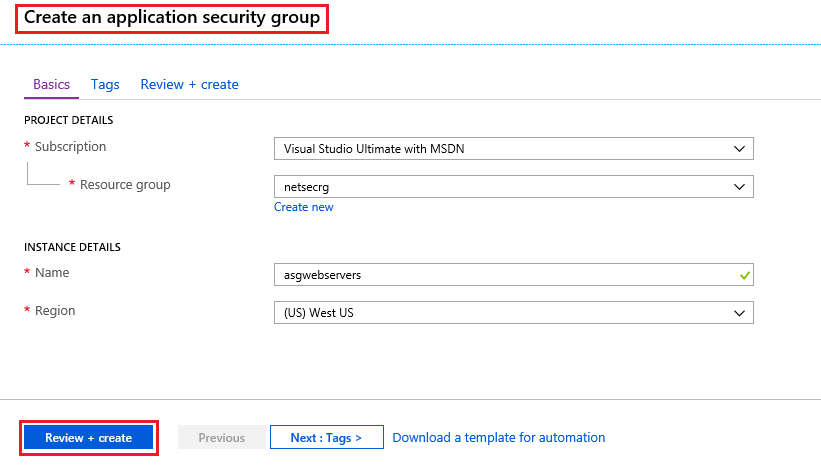 Create an application security group
Basics Tags Review + create
PROJECT DETAILS
* Subscription Visual Studio Ultimate with MSDN
* Resource group netsecrg
Create new
INSTANCE DETAILS
* Name asgwebservers
* Region (US) West US
Review + create Previous Next : Tags > Download a template for automation